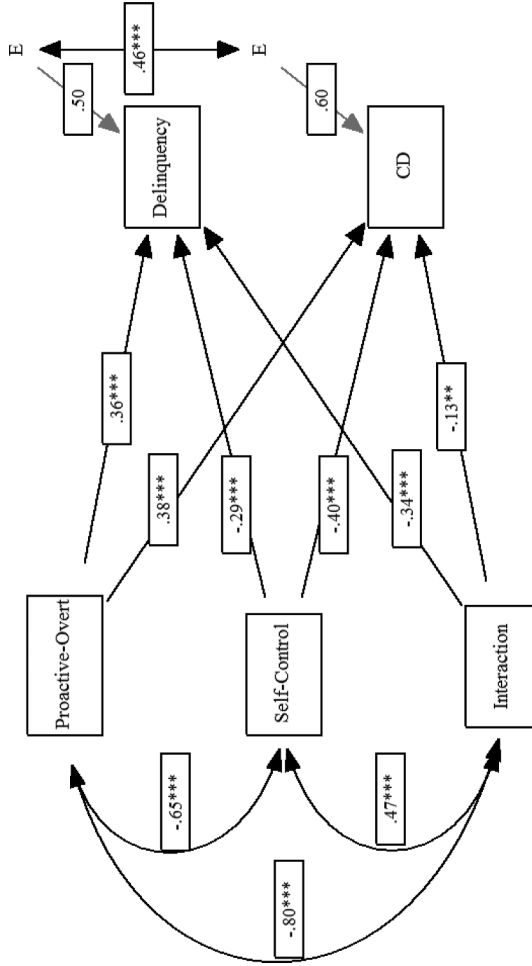 E
Proactive-Overt
.50
.36***
.46***
.38***
Delinquency
-.65***
-.29***
E
Self-Control
-.80***
.60
-.40***
.47***
CD
-.34***
-.13**
Interaction